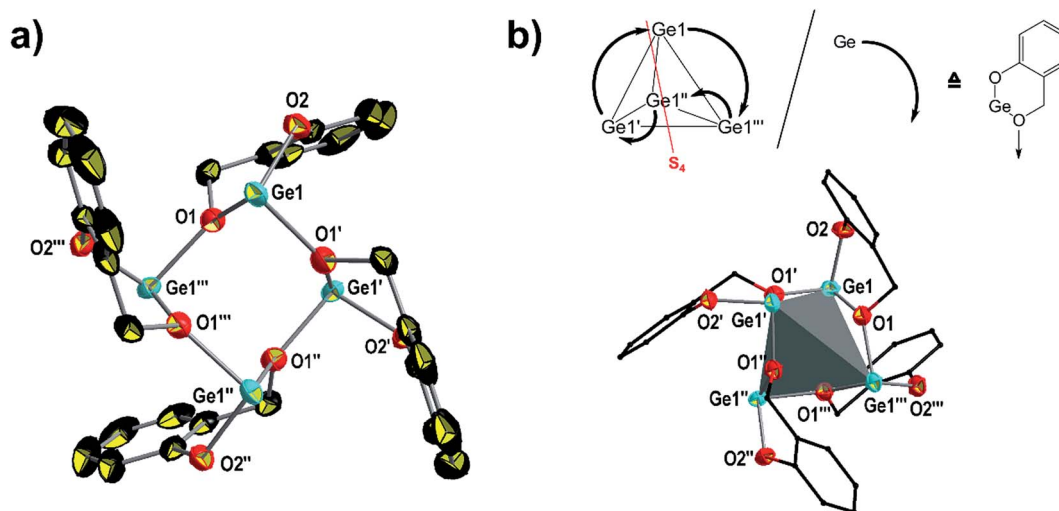 a)
O2
Ge1
O1
O1'
O2'''
Ge1'''
Ge1'
O1'''
O1''
O2'
Ge1''
O2''
b)
Ge1
Ge1''
Ge1'
Ge1'''
S4
Ge
≙
O
Ge
O
O2
O1'
Ge1
O2'
Ge1'
O1
O1''
Ge1''
O1'''
Ge1'''
O2'''
O2''